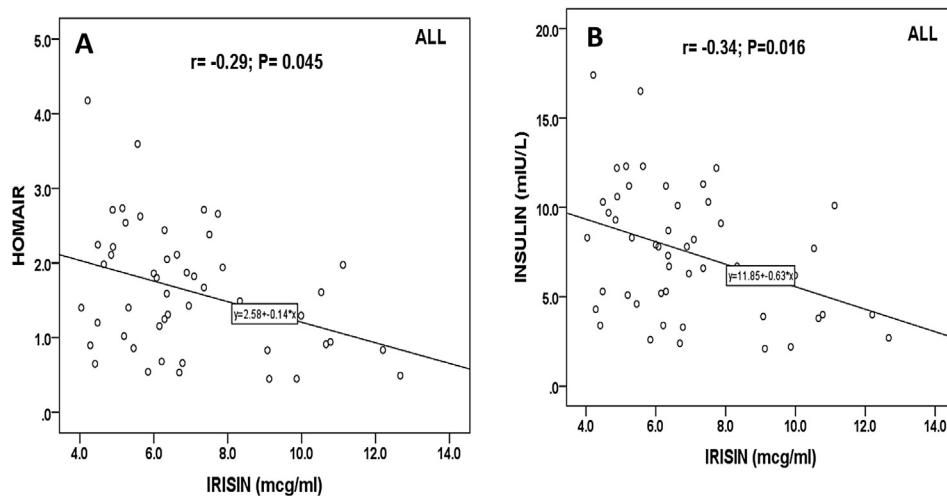 A
ALL
r= -0.29; P= 0.045
5.0
4.0
3.0
2.0
1.0
.0
HOMAIR
y=2.58+-0.14*x
4.0 6.0 8.0 10.0 12.0 14.0
IRISIN (mcg/ml)
B
ALL
r= -0.34; P=0.016
20.0
15.0
10.0
5.0
.0
INSULIN (mIU/L)
y=11.85+-0.63*x
4.0 6.0 8.0 10.0 12.0 14.0
IRISIN (mcg/ml)